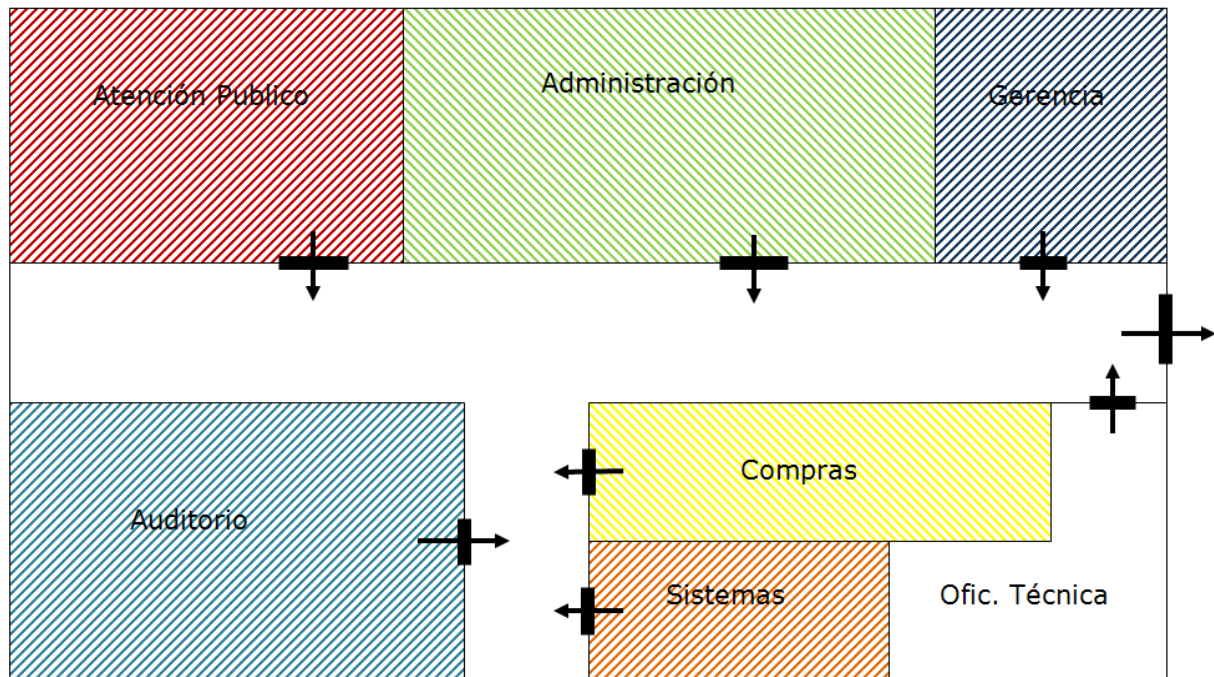 Atención Publico
Administración
Gerencia
Compras
Auditorio
Sistemas
Ofic. Técnica